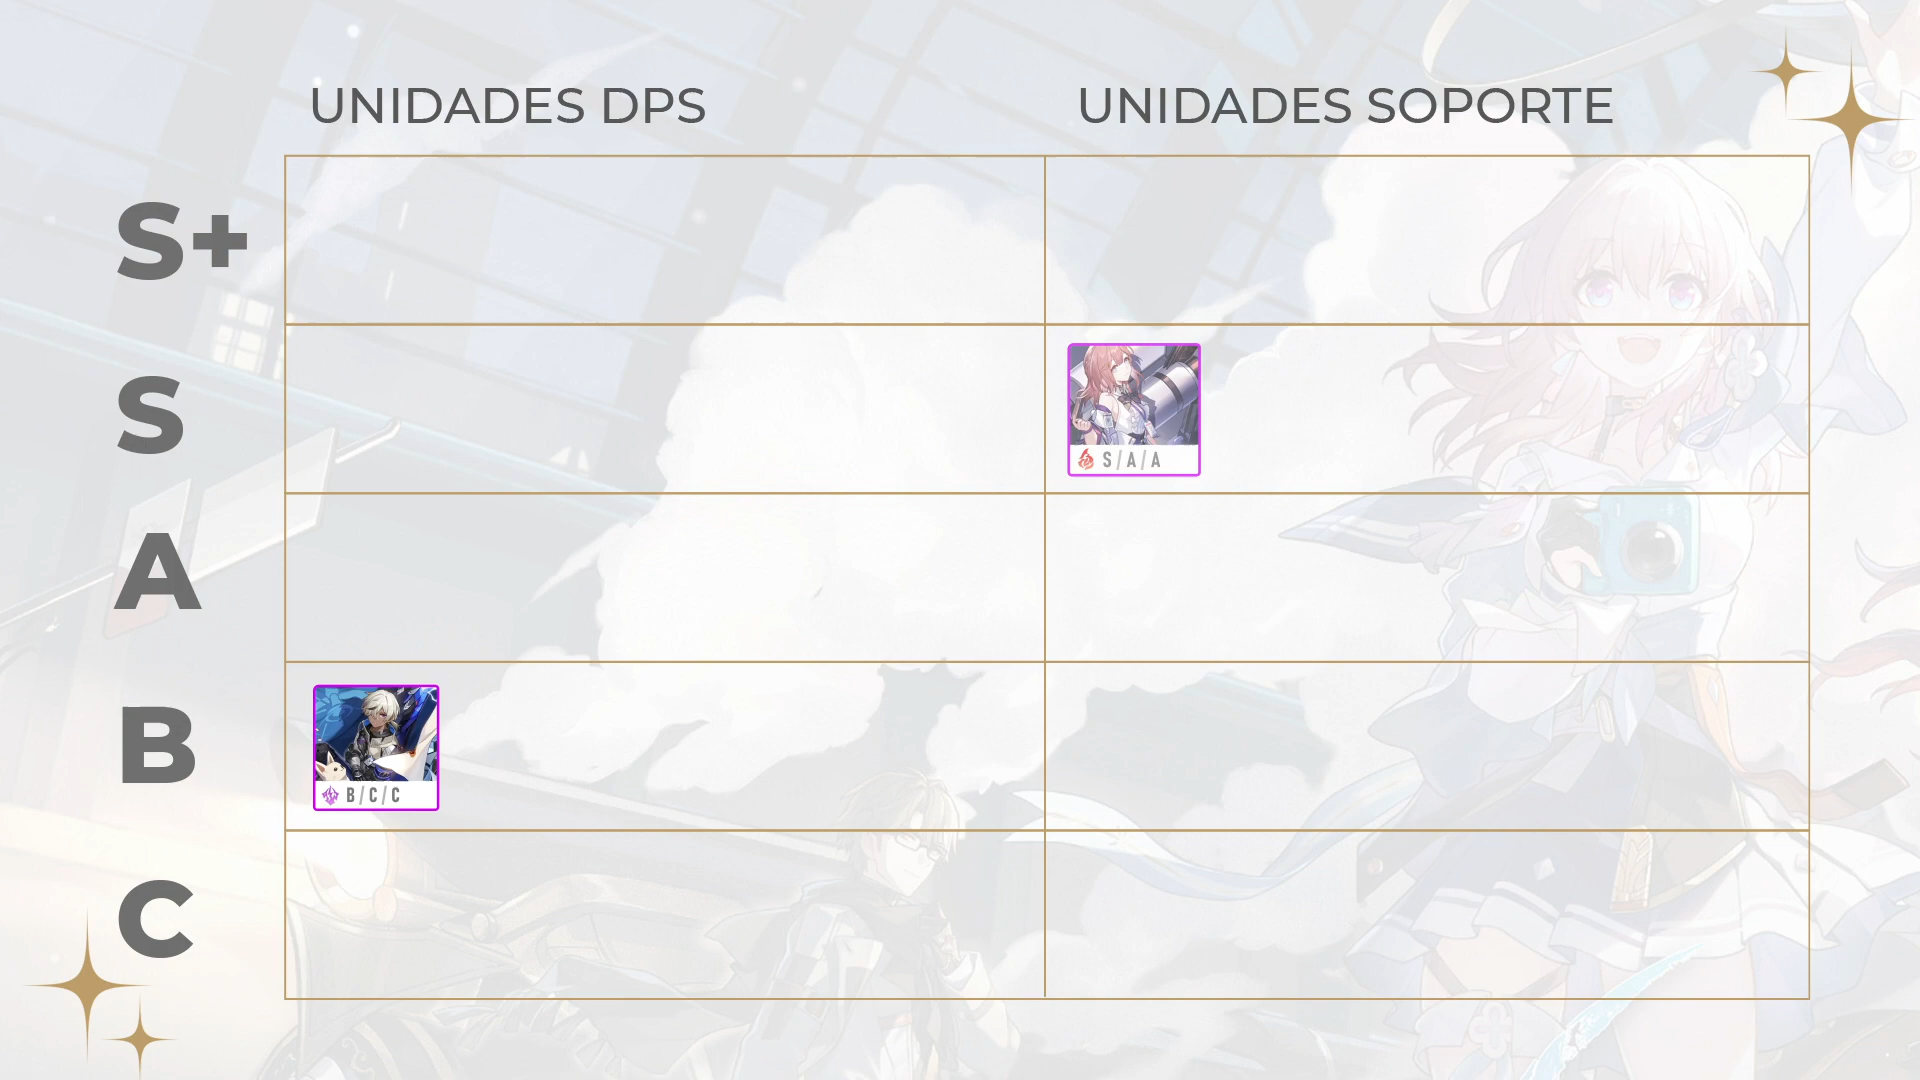 UNIDADES DPS
UNIDADES SOPORTE
S+
S
S/A/A
A
B
B/C/C
C